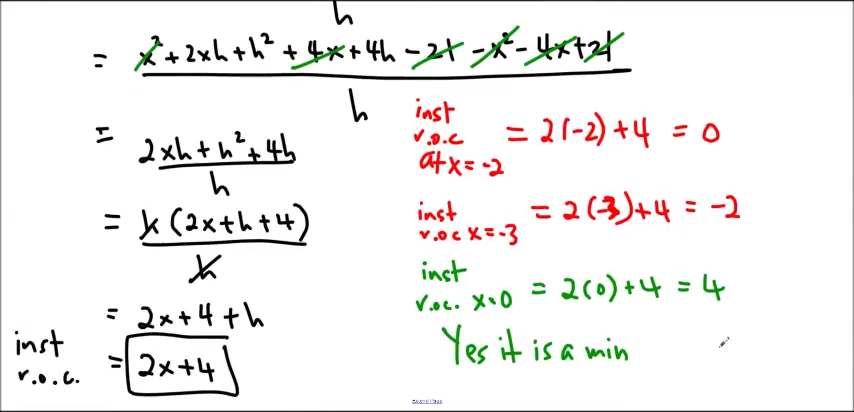 h
= x² + 2xh + h² + 4x + 4h - 21 - x² - 4x + 21
h
= 2xh + h² + 4h
h
= h (2x + h + 4)
h
= 2x + 4 + h
inst r.o.c. = 2x + 4
inst r.o.c at x = -2 = 2(-2) + 4 = 0
inst r.o.c x = -3 = 2(-3) + 4 = -2
inst r.o.c. x = 0 = 2(0) + 4 = 4
Yes it is a min